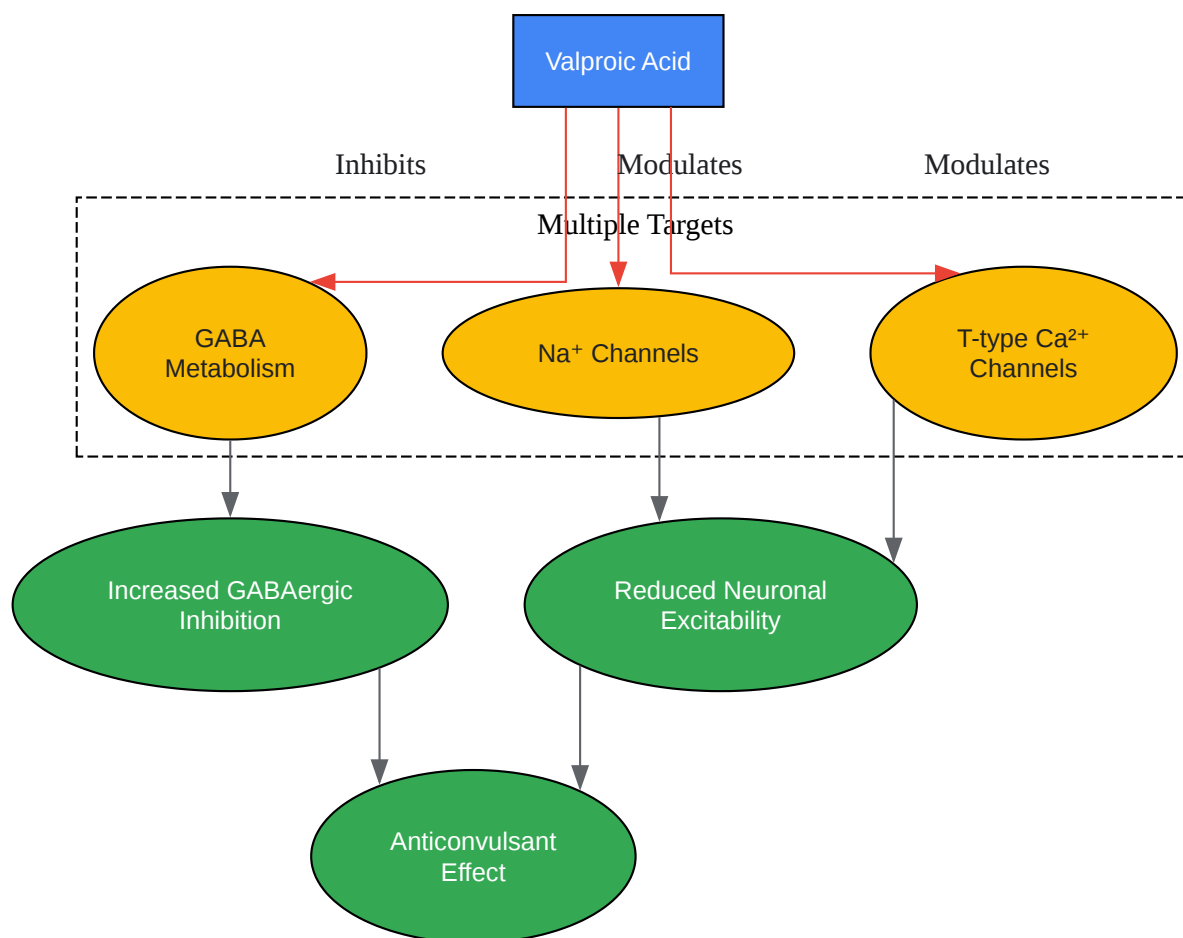 Valproic Acid
Inhibits
Modulates
Modulates
Multiple Targets
GABA
Metabolism
Na⁺ Channels
T-type Ca²⁺
Channels
Increased GABAergic
Inhibition
Reduced Neuronal
Excitability
Anticonvulsant
Effect